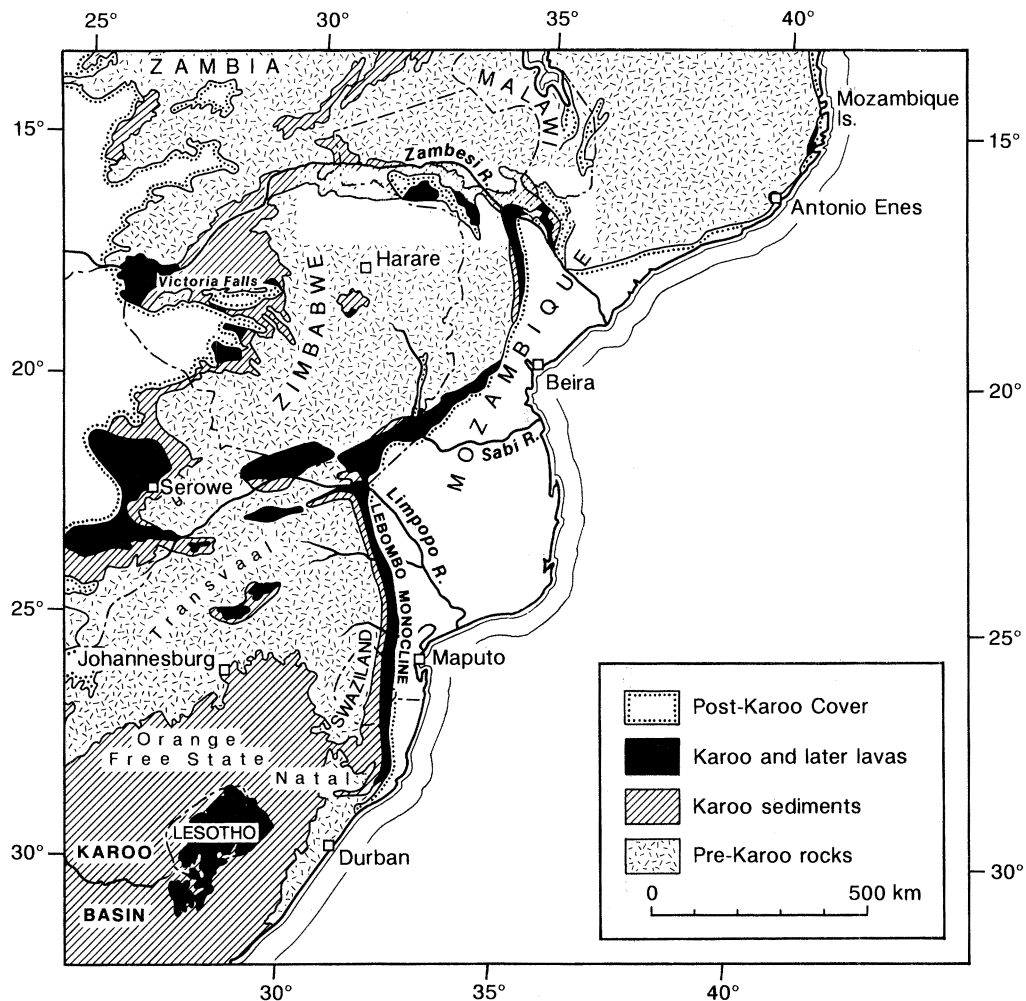 25° 30° 35° 40°
ZAMBIA
MALAWI
Mozambique
Is.
15°
15°
Zambesi R.
Antonio Enes
Harare
Victoria Falls
ZIMBABWE
MOZAMBIQUE
20°
20°
Beira
Sabi R.
Serowe
Limpopo R.
LEBOMBO MONOCLINE
Transvaal
25°
25°
Johannesburg
Maputo
SWAZILAND
Orange
Free State
Natal
LESOTHO
KAROO
BASIN
Durban
30°
30°
Post-Karoo Cover
Karoo and later lavas
Karoo sediments
Pre-Karoo rocks
0 500 km
30° 35° 40°